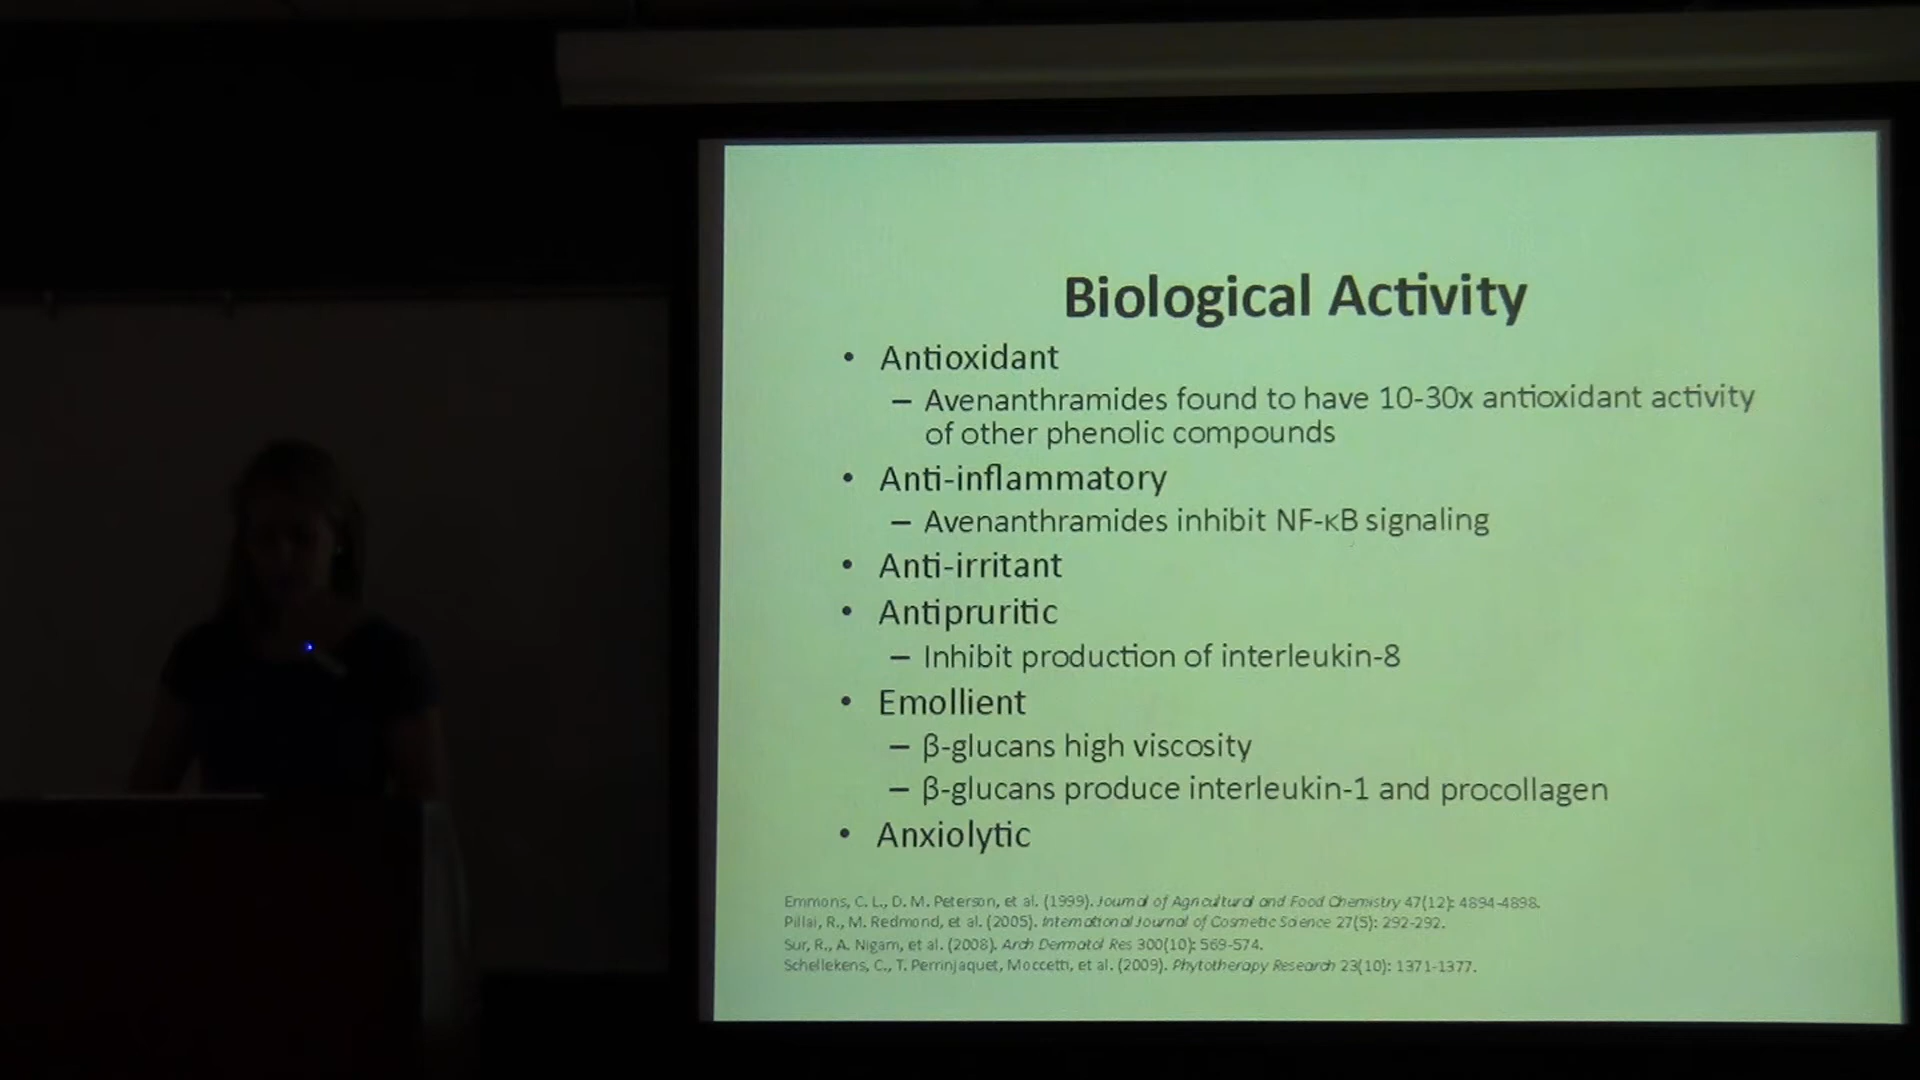 Biological Activity
• Antioxidant
– Avenanthramides found to have 10-30x antioxidant activity
of other phenolic compounds
• Anti-inflammatory
– Avenanthramides inhibit NF-κB signaling
• Anti-irritant
• Antipruritic
– Inhibit production of interleukin-8
• Emollient
– β-glucans high viscosity
– β-glucans produce interleukin-1 and procollagen
• Anxiolytic
Emmons, C. L., D. M. Peterson, et al. (1999). Journal of Agricultural and Food Chemistry 47(12): 4894-4898.
Pillai, R., M. Redmond, et al. (2005). International Journal of Cosmetic Science 27(5): 292-292.
Sur, R., A. Nigam, et al. (2008). Arch Dermatol Res 300(10): 569-574.
Schellekens, C., T. Perrinjaquet, Moccetti, et al. (2009). Phytotherapy Research 23(10): 1371-1377.